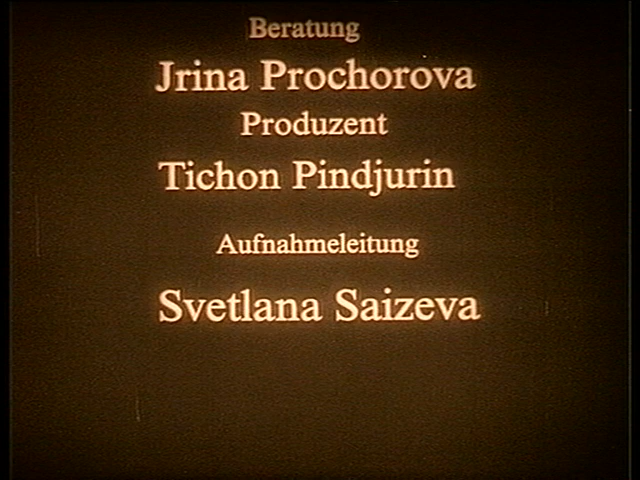 Beratung
Jrina Prochorova
Produzent
Tichon Pindjurin
Aufnahmeleitung
Svetlana Saizeva